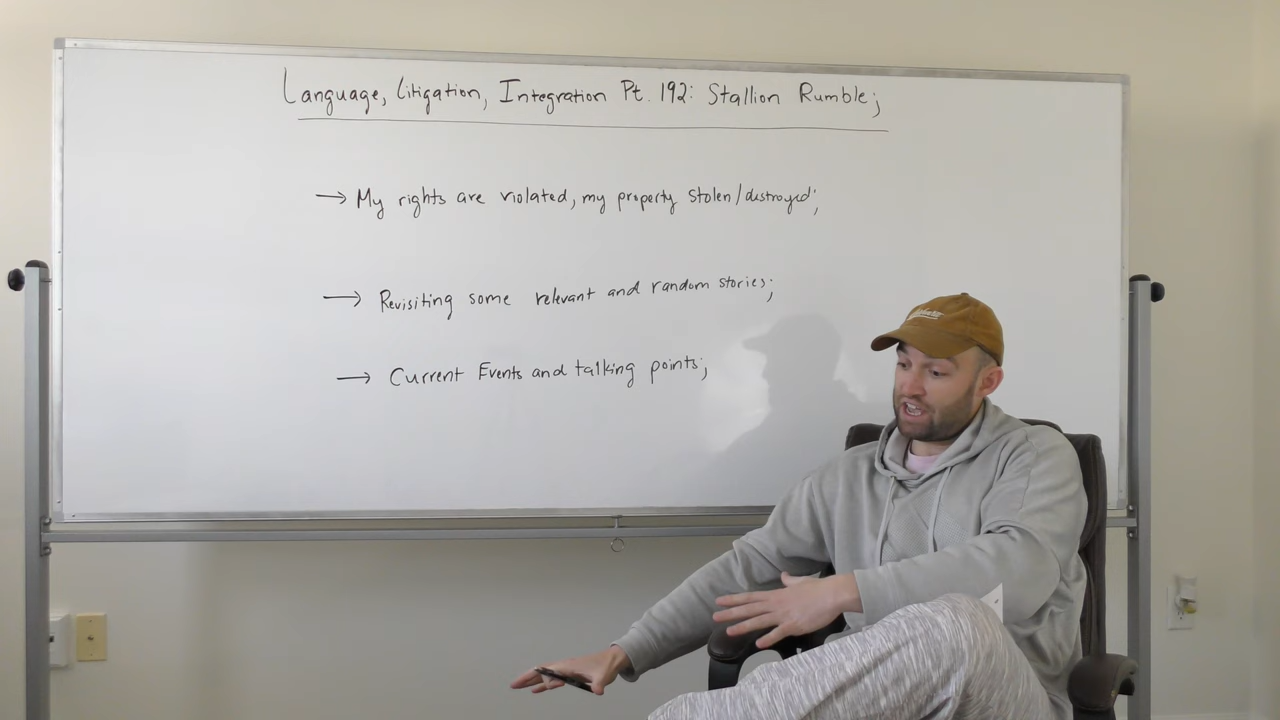 Language, Litigation, Integration Pt. 192: Stallion Rumble;
→ My rights are violated, my property stolen/destroyed;
→ Revisiting some relevant and random stories;
→ Current Events and talking points;